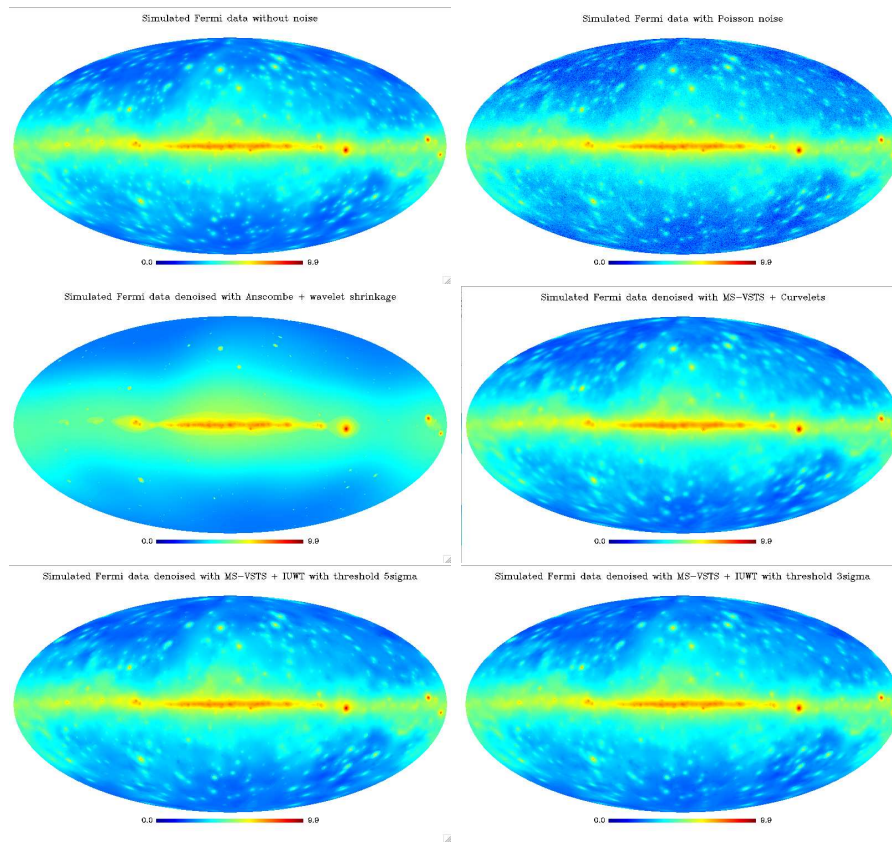 Simulated Fermi data without noise
0.0 9.9
Simulated Fermi data with Poisson noise
0.0 9.9
Simulated Fermi data denoised with Anscombe + wavelet shrinkage
0.0 9.9
Simulated Fermi data denoised with MS-VSTS + Curvelets
0.0 9.9
Simulated Fermi data denoised with MS-VSTS + IUWT with threshold 5sigma
0.0 9.9
Simulated Fermi data denoised with MS-VSTS + IUWT with threshold 3sigma
0.0 9.9